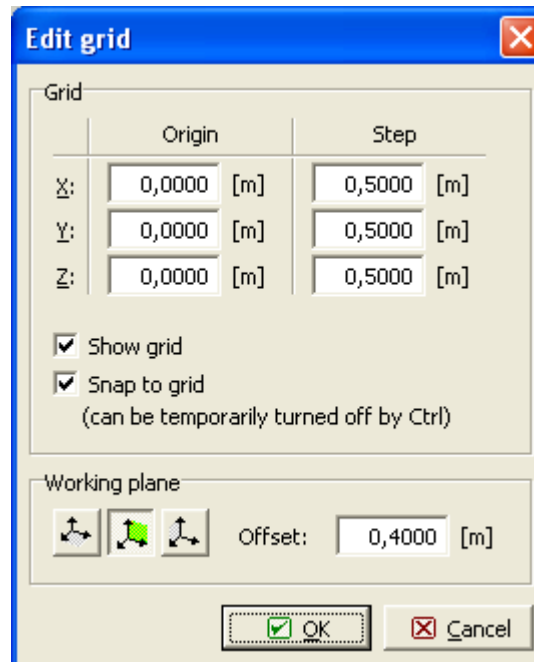 Edit grid
Grid
Origin Step
X: 0,0000 [m] 0,5000 [m]
Y: 0,0000 [m] 0,5000 [m]
Z: 0,0000 [m] 0,5000 [m]
Show grid
Snap to grid
(can be temporarily turned off by Ctrl)
Working plane
Offset: 0,4000 [m]
OK Cancel